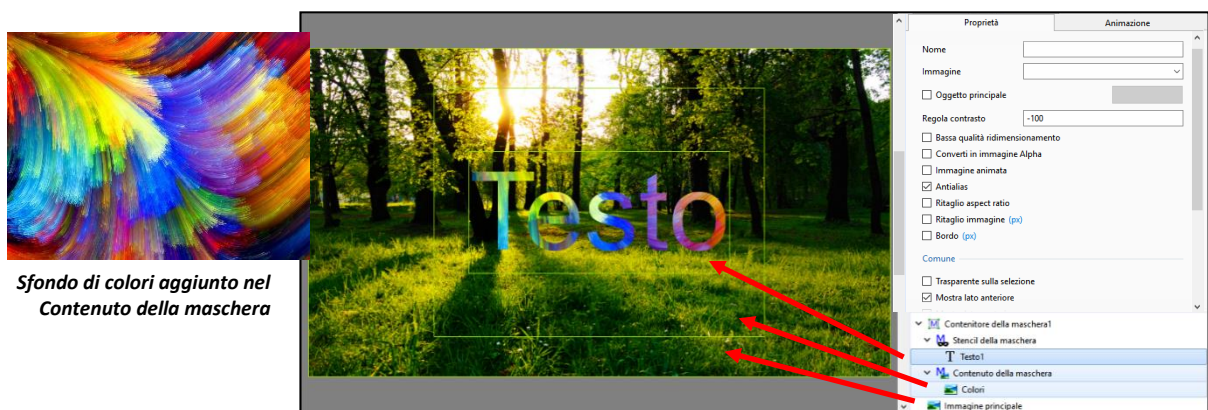 Sfondo di colori aggiunto nel
Contenuto della maschera
Testo
Proprietà
Animazione
Nome
Immagine
Oggetto principale
Regola contrasto
-100
Bassa qualità ridimensionamento
Converti in immagine Alpha
Immagine animata
Antialias
Ritaglio aspect ratio
Ritaglio immagine (px)
Bordo (px)
Comune
Trasparente sulla selezione
Mostra lato anteriore
Contenitore della maschera1
Stencil della maschera
T Testo1
Contenuto della maschera
Colori
Immagine principale